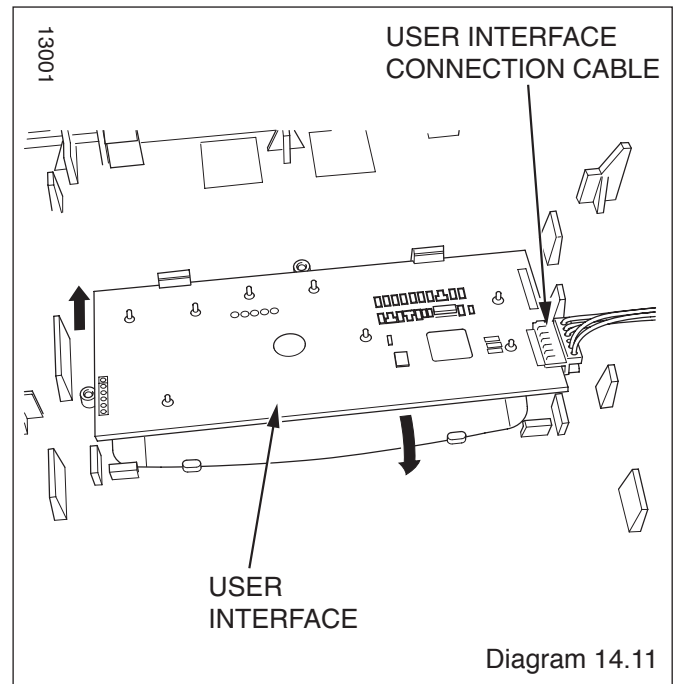 13001
USER INTERFACE
CONNECTION CABLE
USER
INTERFACE
Diagram 14.11